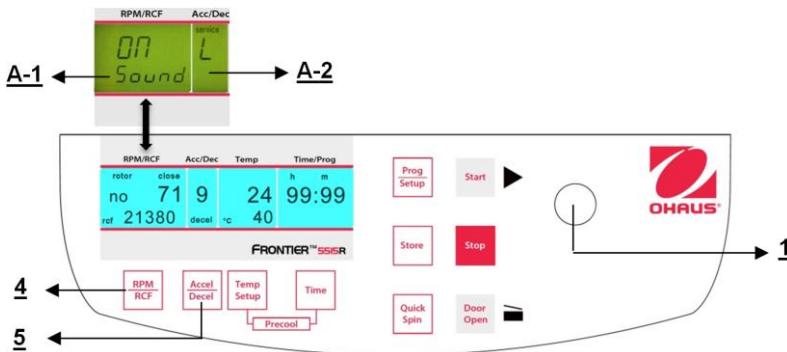 RPM/RCF Acc/Dec
service
ON L
Sound
A-1 A-2
RPM/RCF Acc/Dec Temp Time/Prog
rotor close h m
no 71 9 24 99:99
rcf 21380 decel °C 40
FRONTIER™ 5515R
Prog
Setup
Start
OHAUS®
Store
Stop
1
4
RPM
RCF
Accel
Decel
Temp
Setup
Time
Precool
5
Quick
Spin
Door
Open